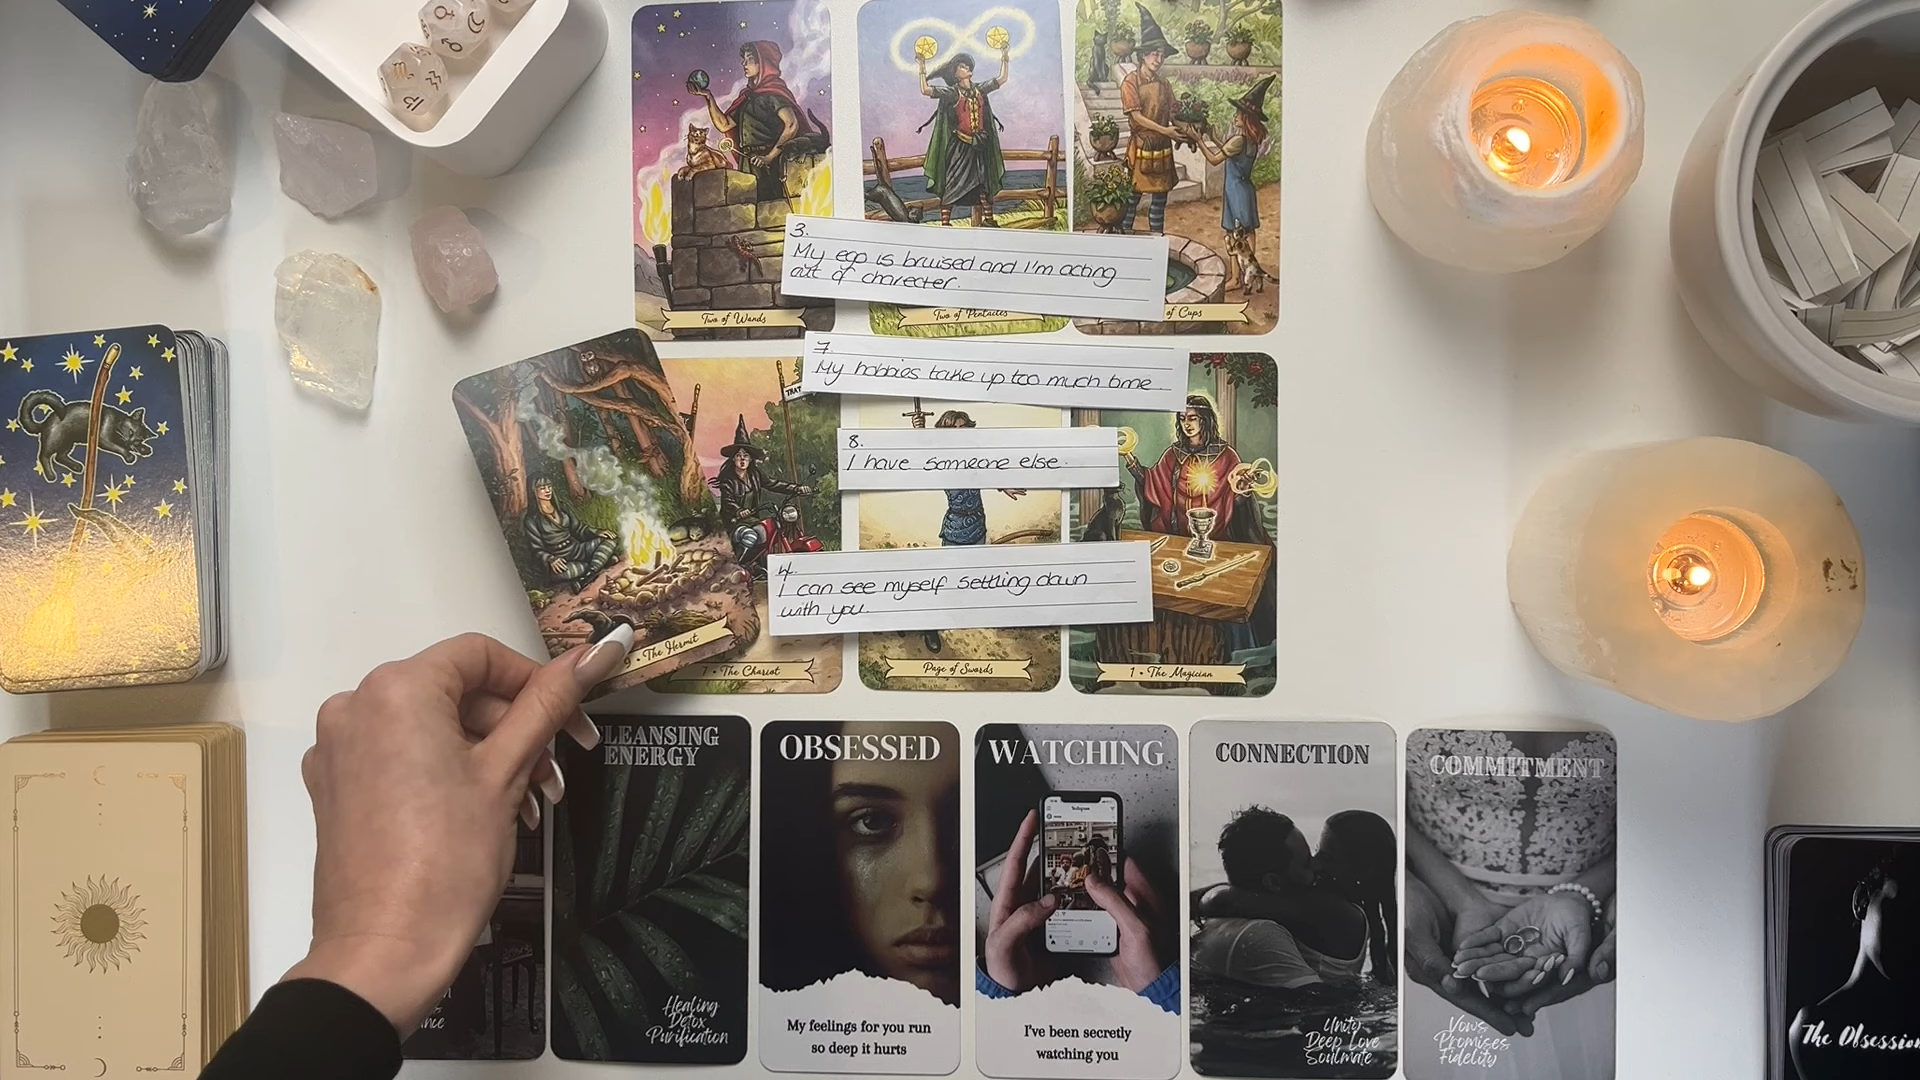 3.
My ego is bruised and I'm acting
out of charecter.
Two of Wands
Two of Pentacles
of Cups
7.
My hobbies take up too much time
8.
I have someone else.
4.
I can see myself settling down
with you.
9 • The Hermit
7 • The Chariot
Page of Swords
1 • The Magician
CLEANSING
ENERGY
Healing
Detox
Purification
OBSESSED
My feelings for you run
so deep it hurts
WATCHING
Instagram
I've been secretly
watching you
CONNECTION
Unity
Deep Love
Soulmate
COMMITMENT
Vows
Promises
Fidelity
The Obsession